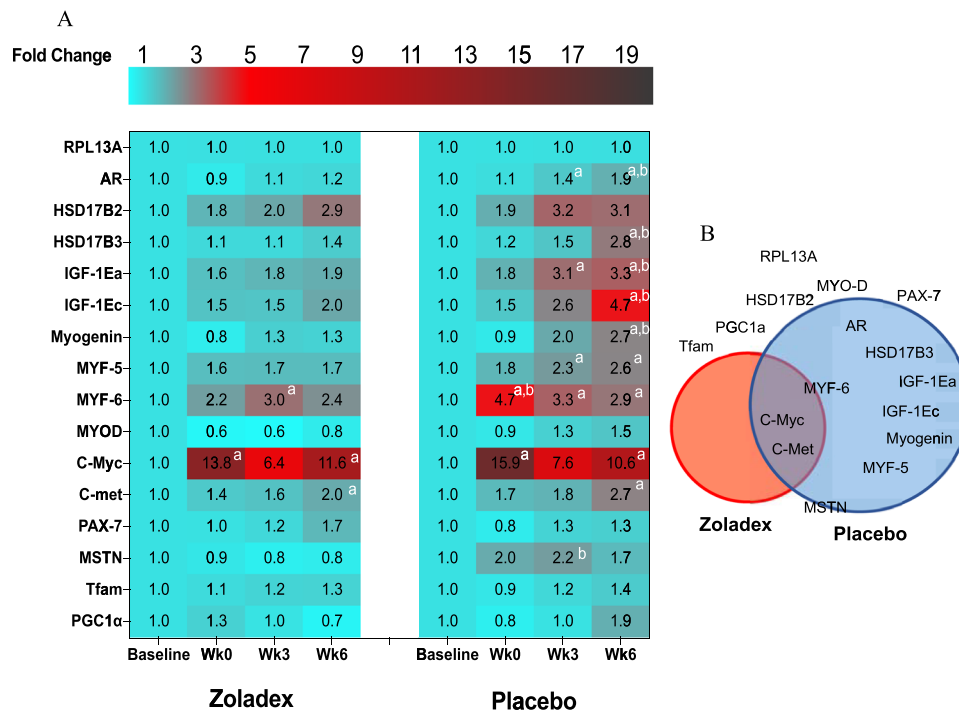 A
Fold Change 1 3 5 7 9 11 13 15 17 19
RPL13A 1.0 1.0 1.0 1.0 1.0 1.0 1.0 1.0
AR 1.0 0.9 1.1 1.2 1.0 1.1 1.4 a 1.9 a,b
HSD17B2 1.0 1.8 2.0 2.9 1.0 1.9 3.2 3.1
HSD17B3 1.0 1.1 1.1 1.4 1.0 1.2 1.5 2.8 a,b
IGF-1Ea 1.0 1.6 1.8 1.9 1.0 1.8 3.1 a 3.3 a,b
IGF-1Ec 1.0 1.5 1.5 2.0 1.0 1.5 2.6 4.7 a,b
Myogenin 1.0 0.8 1.3 1.3 1.0 0.9 2.0 2.7 a,b
MYF-5 1.0 1.6 1.7 1.7 1.0 1.8 2.3 a 2.6 a
MYF-6 1.0 2.2 3.0 a 2.4 1.0 4.7 a,b 3.3 a 2.9 a
MYOD 1.0 0.6 0.6 0.8 1.0 0.9 1.3 1.5
C-Myc 1.0 13.8 a 6.4 11.6 a 1.0 15.9 a 7.6 10.6 a
C-met 1.0 1.4 1.6 2.0 a 1.0 1.7 1.8 2.7 a
PAX-7 1.0 1.0 1.2 1.7 1.0 0.8 1.3 1.3
MSTN 1.0 0.9 0.8 0.8 1.0 2.0 2.2 b 1.7
Tfam 1.0 1.1 1.2 1.3 1.0 0.9 1.2 1.4
PGC1α 1.0 1.3 1.0 0.7 1.0 0.8 1.0 1.9
Baseline Wk0 Wk3 Wk6 Baseline Wk0 Wk3 Wk6
Zoladex Placebo
B
RPL13A
MYO-D
HSD17B2 PAX-7
PGC1a AR
Tfam HSD17B3
MYF-6 IGF-1Ea
C-Myc IGF-1Ec
C-Met Myogenin
MYF-5
MSTN
Zoladex Placebo